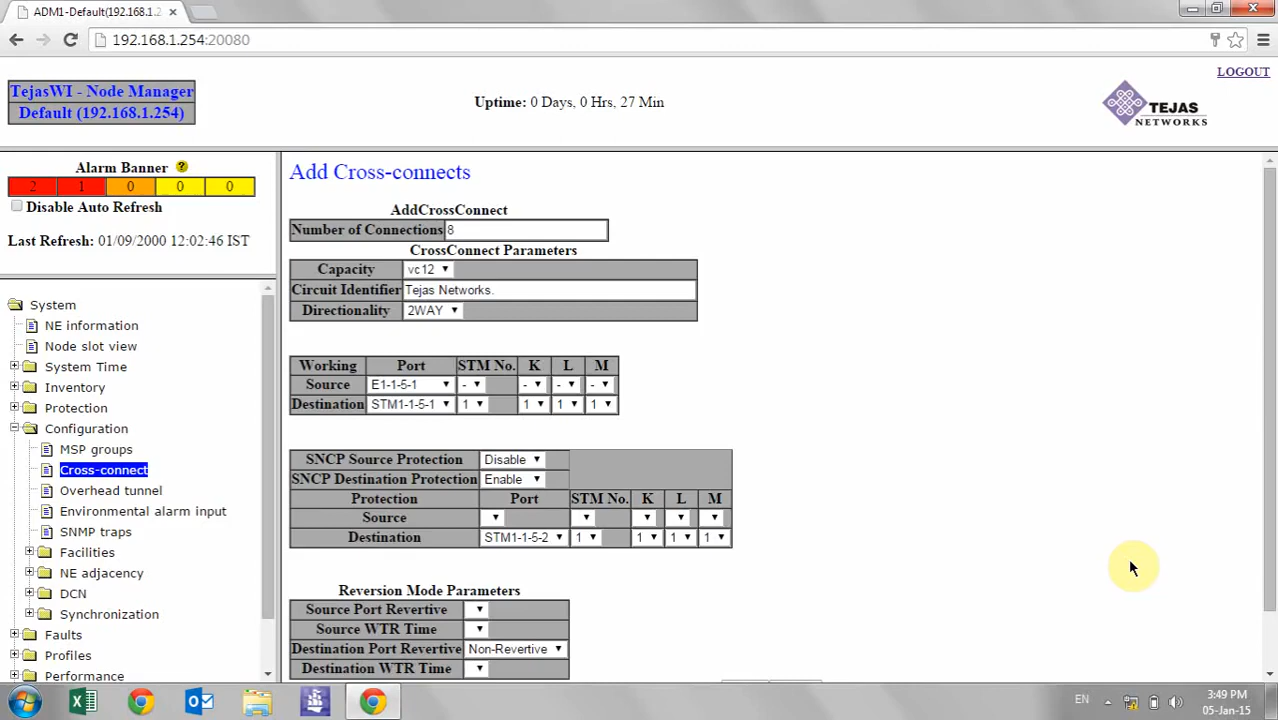 ADM1-Default(192.168.1.2
192.168.1.254:20080
LOGOUT
TejasWI - Node Manager
Default (192.168.1.254)
Uptime: 0 Days, 0 Hrs, 27 Min
TEJAS
NETWORKS
Alarm Banner ?
2 1 0 0 0
Disable Auto Refresh
Last Refresh: 01/09/2000 12:02:46 IST
System
NE information
Node slot view
System Time
Inventory
Protection
Configuration
MSP groups
Cross-connect
Overhead tunnel
Environmental alarm input
SNMP traps
Facilities
NE adjacency
DCN
Synchronization
Faults
Profiles
Performance
Add Cross-connects
AddCrossConnect
Number of Connections 8
CrossConnect Parameters
Capacity vc12
Circuit Identifier Tejas Networks.
Directionality 2WAY
Working Port STM No. K L M
Source E1-1-5-1 - - - -
Destination STM1-1-5-1 1 1 1 1
SNCP Source Protection Disable
SNCP Destination Protection Enable
Protection Port STM No. K L M
Source
Destination STM1-1-5-2 1 1 1 1
Reversion Mode Parameters
Source Port Revertive
Source WTR Time
Destination Port Revertive Non-Revertive
Destination WTR Time
EN
3:49 PM
05-Jan-15